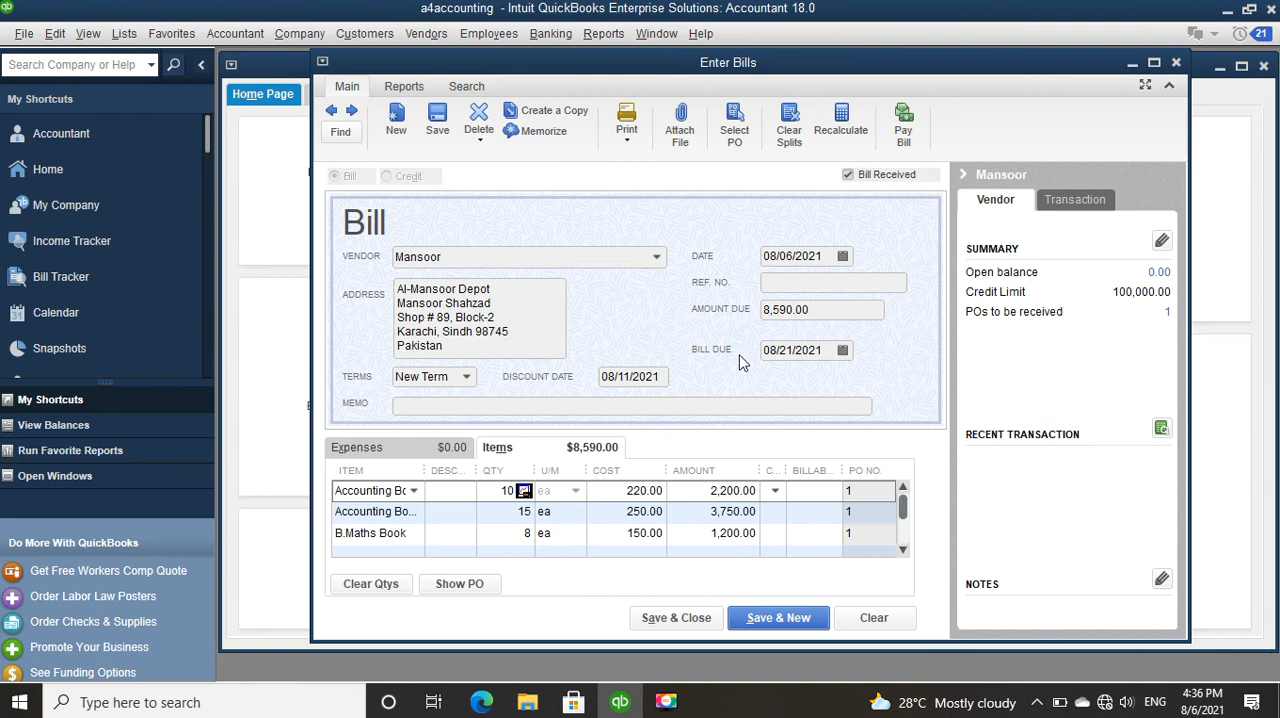 a4accounting - Intuit QuickBooks Enterprise Solutions: Accountant 18.0
File Edit View Lists Favorites Accountant Company Customers Vendors Employees Banking Reports Window Help 21
Search Company or Help
My Shortcuts
Accountant
Home
My Company
Income Tracker
Bill Tracker
Calendar
Snapshots
My Shortcuts
View Balances
Run Favorite Reports
Open Windows
Do More With QuickBooks
Get Free Workers Comp Quote
Order Labor Law Posters
Order Checks & Supplies
Promote Your Business
See Funding Options
Home Page
Enter Bills
Main Reports Search
Find
New
Save
Delete
Create a Copy
Memorize
Print
Attach File
Select PO
Clear Splits
Recalculate
Pay Bill
Bill Credit
Bill Received
Bill
VENDOR Mansoor
ADDRESS
Al-Mansoor Depot
Mansoor Shahzad
Shop # 89, Block-2
Karachi, Sindh 98745
Pakistan
DATE 08/06/2021
REF. NO.
AMOUNT DUE 8,590.00
BILL DUE 08/21/2021
TERMS New Term DISCOUNT DATE 08/11/2021
MEMO
Expenses $0.00 Items $8,590.00
ITEM DESC... QTY U/M COST AMOUNT C... BILLAB... PO NO.
Accounting Bo 10 ea 220.00 2,200.00 1
Accounting Bo... 15 ea 250.00 3,750.00 1
B.Maths Book 8 ea 150.00 1,200.00 1
Clear Qtys Show PO
Save & Close Save & New Clear
Mansoor
Vendor Transaction
SUMMARY
Open balance 0.00
Credit Limit 100,000.00
POs to be received 1
RECENT TRANSACTION
NOTES
Type here to search
28°C Mostly cloudy
ENG
4:36 PM
8/6/2021